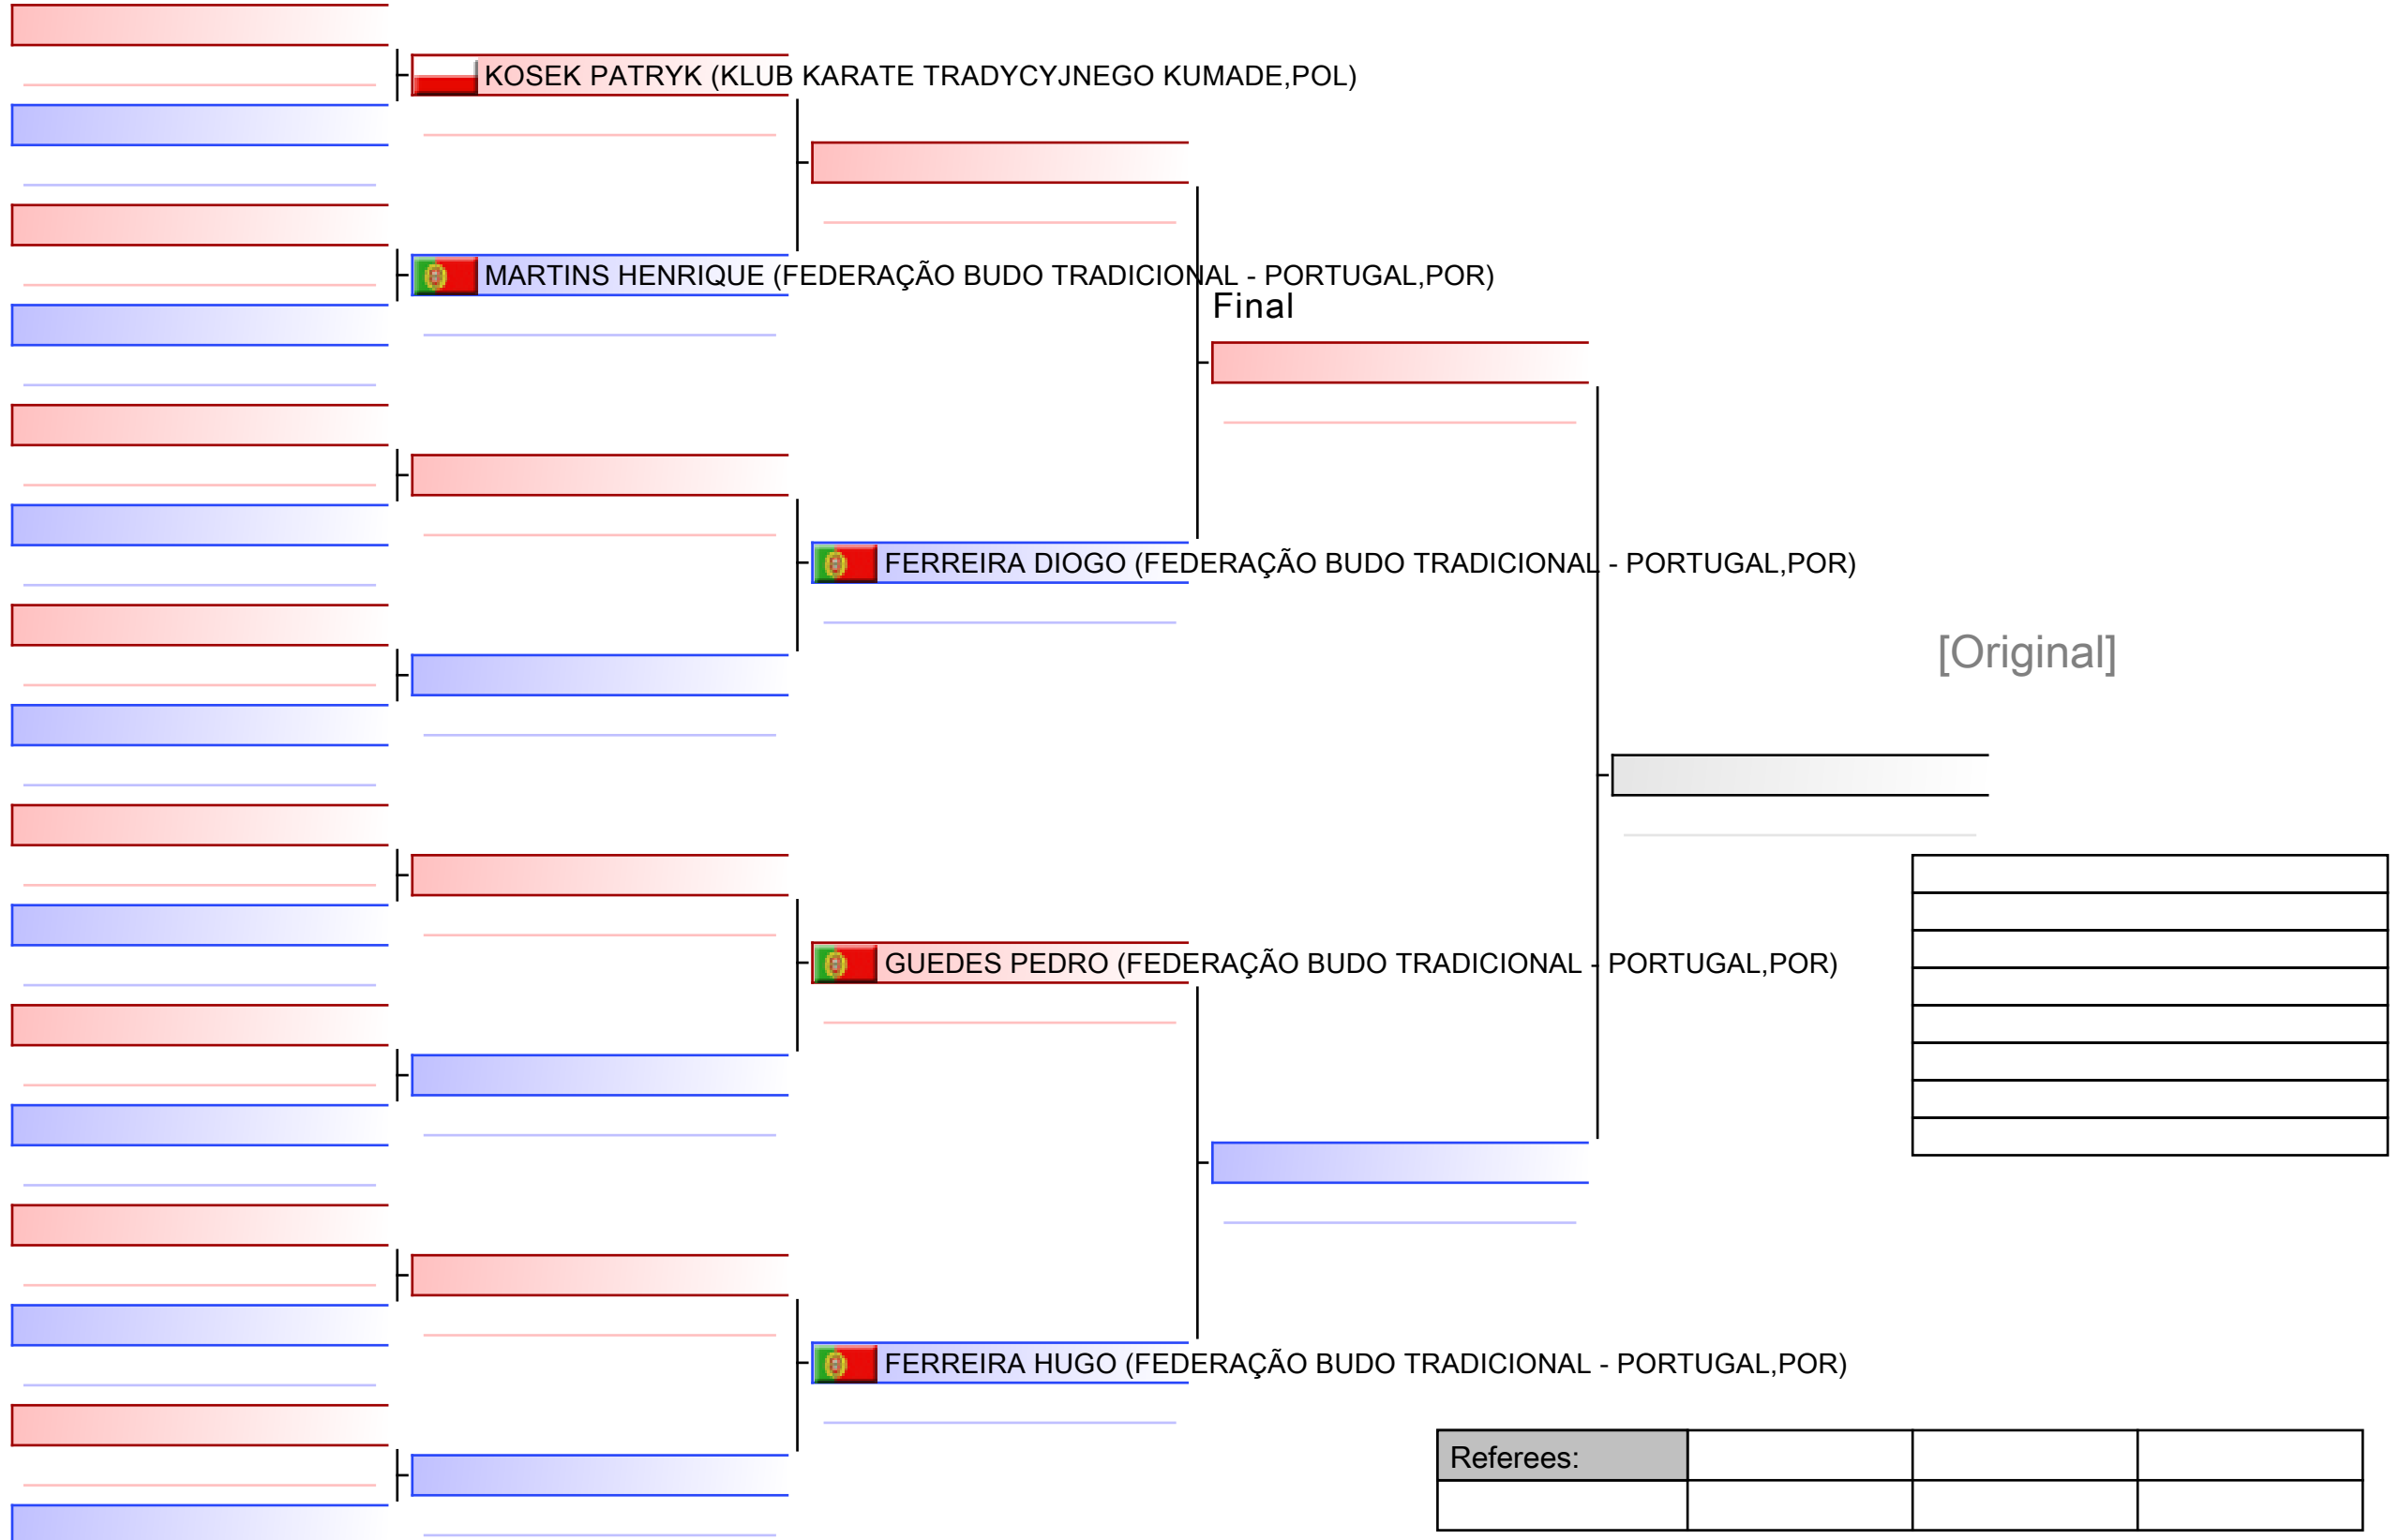 KOSEK PATRYK (KLUB KARATE TRADYCYJNEGO KUMADE,POL)
MARTINS HENRIQUE (FEDERAÇÃO BUDO TRADICIONAL - PORTUGAL,POR)
Final
FERREIRA DIOGO (FEDERAÇÃO BUDO TRADICIONAL - PORTUGAL,POR)
[Original]
GUEDES PEDRO (FEDERAÇÃO BUDO TRADICIONAL - PORTUGAL,POR)
FERREIRA HUGO (FEDERAÇÃO BUDO TRADICIONAL - PORTUGAL,POR)
Referees: